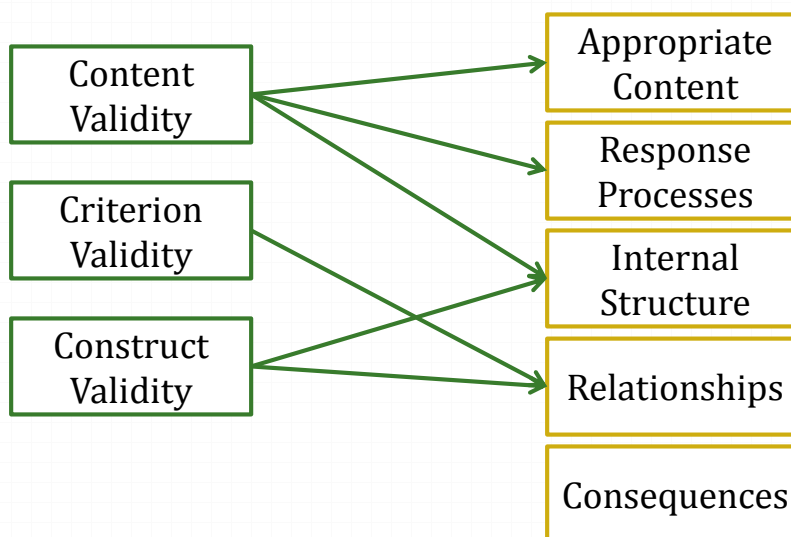 Content
Validity
Criterion
Validity
Construct
Validity
Appropriate
Content
Response
Processes
Internal
Structure
Relationships
Consequences